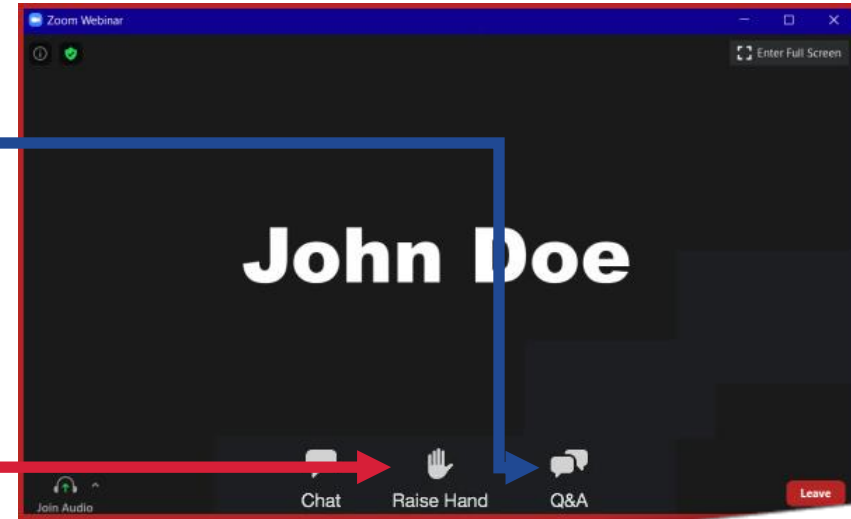 Zoom Webinar
Enter Full Screen
John Doe
Join Audio
Chat
Raise Hand
Q&A
Leave